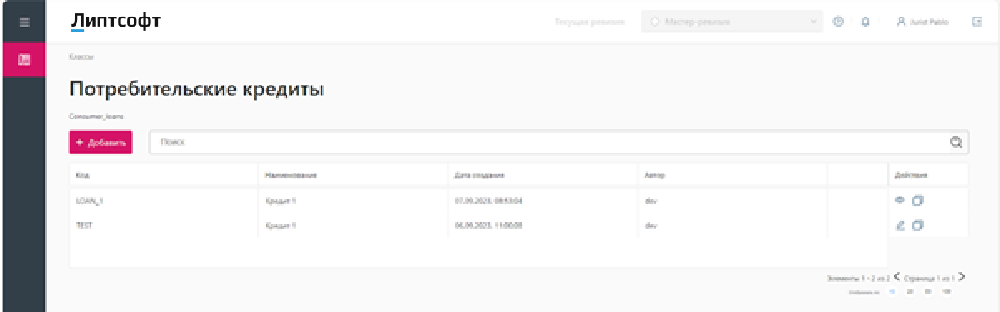 Липтсофт
Текущая ревизия
Мастер-ревизия
Jurist Pablo
Классы
Потребительские кредиты
Consumer_loans
+ Добавить
Поиск
Код Наименование Дата создания Автор Действия
LOAN_1 Кредит 1 07.09.2023, 08:53:04 dev
TEST Кредит 1 06.09.2023, 11:00:08 dev
Элементы 1 - 2 из 2 Страница 1 из 1
Отображать по: 10 20 50 100